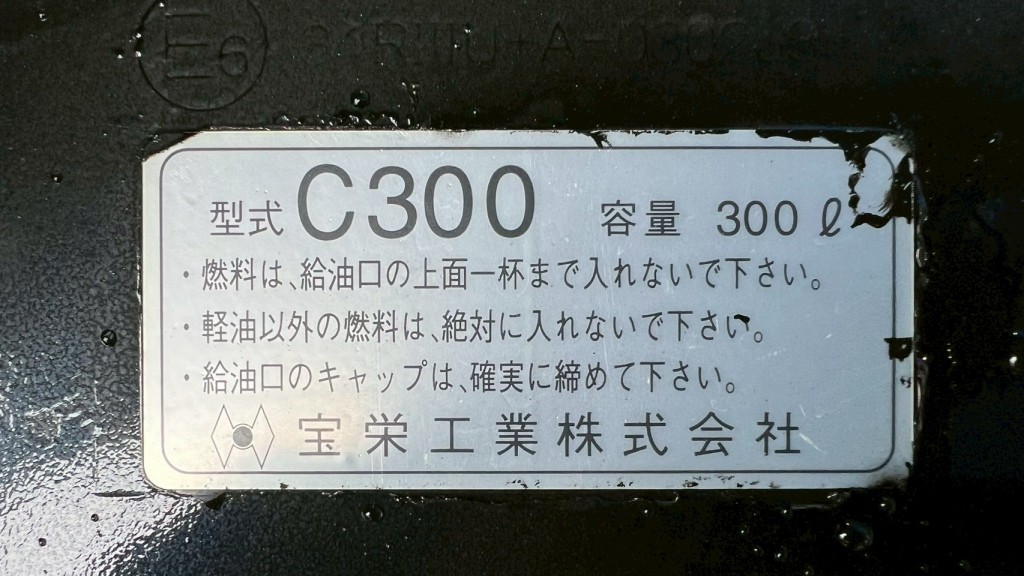 E6
型式 C300 容量 300 ℓ
・燃料は、給油口の上面一杯まで入れないで下さい。
・軽油以外の燃料は、絶対に入れないで下さい。
・給油口のキャップは、確実に締めて下さい。
宝栄工業株式会社